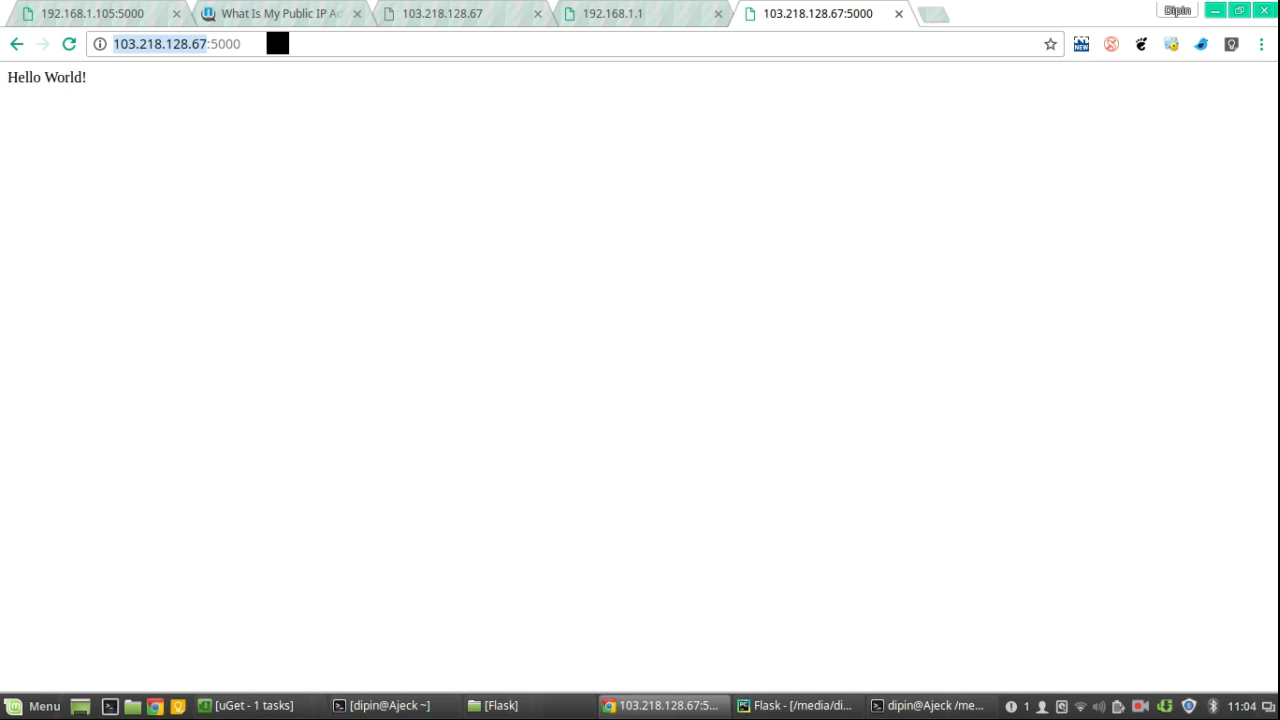 192.168.1.105:5000 What Is My Public IP Ad 103.218.128.67 192.168.1.1 103.218.128.67:5000 Dipin
103.218.128.67:5000 NEW
Hello World!
Menu [uGet - 1 tasks] [dipin@Ajeck ~] [Flask] 103.218.128.67:5... Flask - [/media/di... dipin@Ajeck /me... 1 11:04